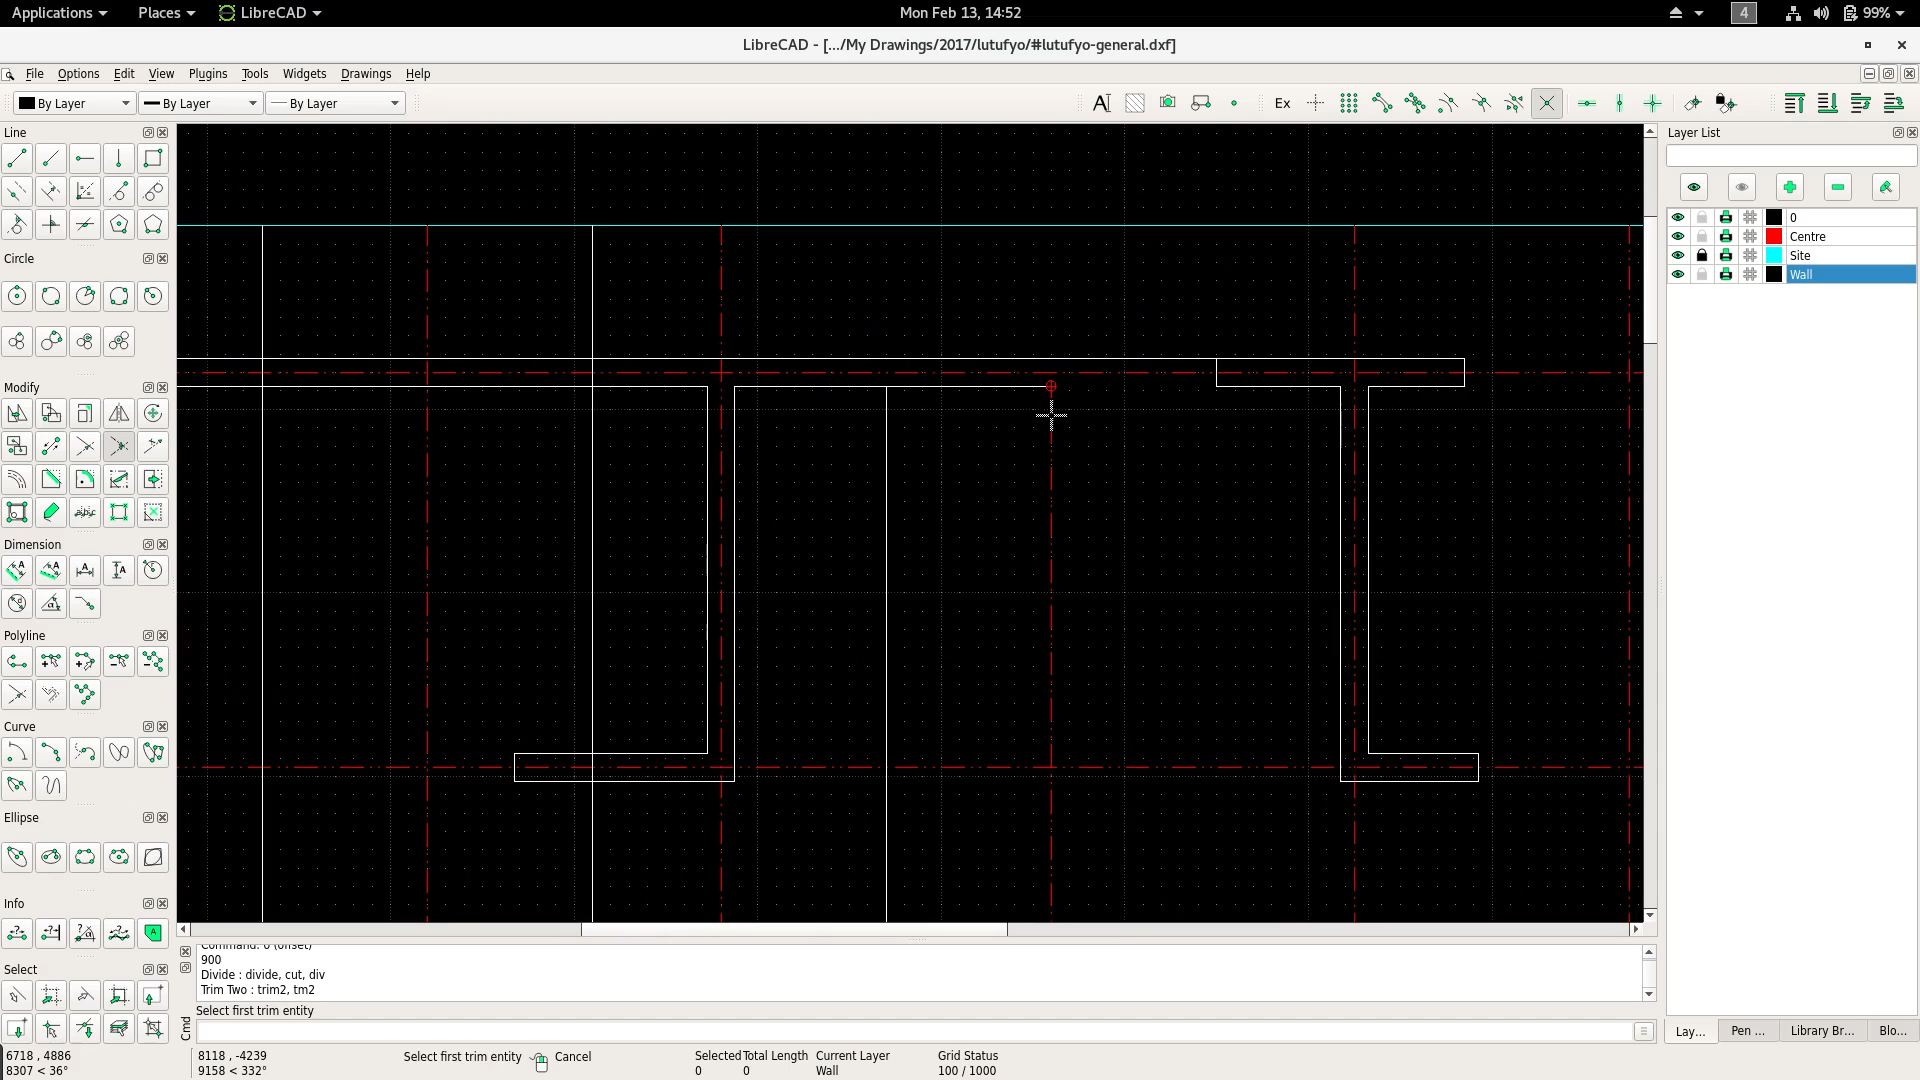 Applications Places LibreCAD Mon Feb 13, 14:52 4 99%
LibreCAD - [.../My Drawings/2017/lutufyo/#lutufyo-general.dxf]
File Options Edit View Plugins Tools Widgets Drawings Help
By Layer By Layer By Layer Ex
Line
Circle
Modify
Dimension
Polyline
Curve
Ellipse
Info
Select
Layer List
0
Centre
Site
Wall
900
Divide : divide, cut, div
Trim Two : trim2, tm2
Select first trim entity
Cmd
Lay... Pen ... Library Br... Blo...
6718 , 4886 8118 , -4239 Select first trim entity Cancel Selected Total Length Current Layer Grid Status
8307 < 36° 9158 < 332° 0 0 Wall 100 / 1000